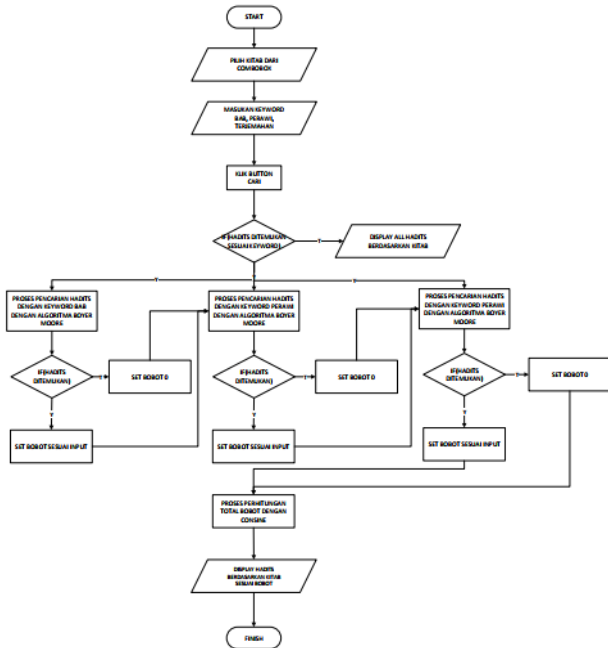 START
PILIH KITAB DARI
COMBOBOX
MASUKAN KEYWORD
BAB, PERAWI,
TERJEMAHAN
KLIK BUTTON
CARI
IF(HADITS DITEMUKAN
SESUAI KEYWORD)
Y
DISPLAY ALL HADITS
BERDASARKAN KITAB
Y
Y
Y
PROSES PENCARIAN HADITS
DENGAN KEYWORD BAB
DENGAN ALGORITMA BOYER
MOORE
PROSES PENCARIAN HADITS
DENGAN KEYWORD PERAWI
DENGAN ALGORITMA BOYER
MOORE
PROSES PENCARIAN HADITS
DENGAN KEYWORD PERAWI
DENGAN ALGORITMA BOYER
MOORE
IF(HADITS
DITEMUKAN)
Y
SET BOBOT 0
IF(HADITS
DITEMUKAN)
Y
SET BOBOT 0
IF(HADITS
DITEMUKAN)
Y
SET BOBOT 0
Y
Y
Y
SET BOBOT SESUAI INPUT
SET BOBOT SESUAI INPUT
SET BOBOT SESUAI INPUT
PROSES PERHITUNGAN
TOTAL BOBOT DENGAN
CONSINE
DISPLAY HADITS
BERDASARKAN KITAB
SESUAI BOBOT
FINISH